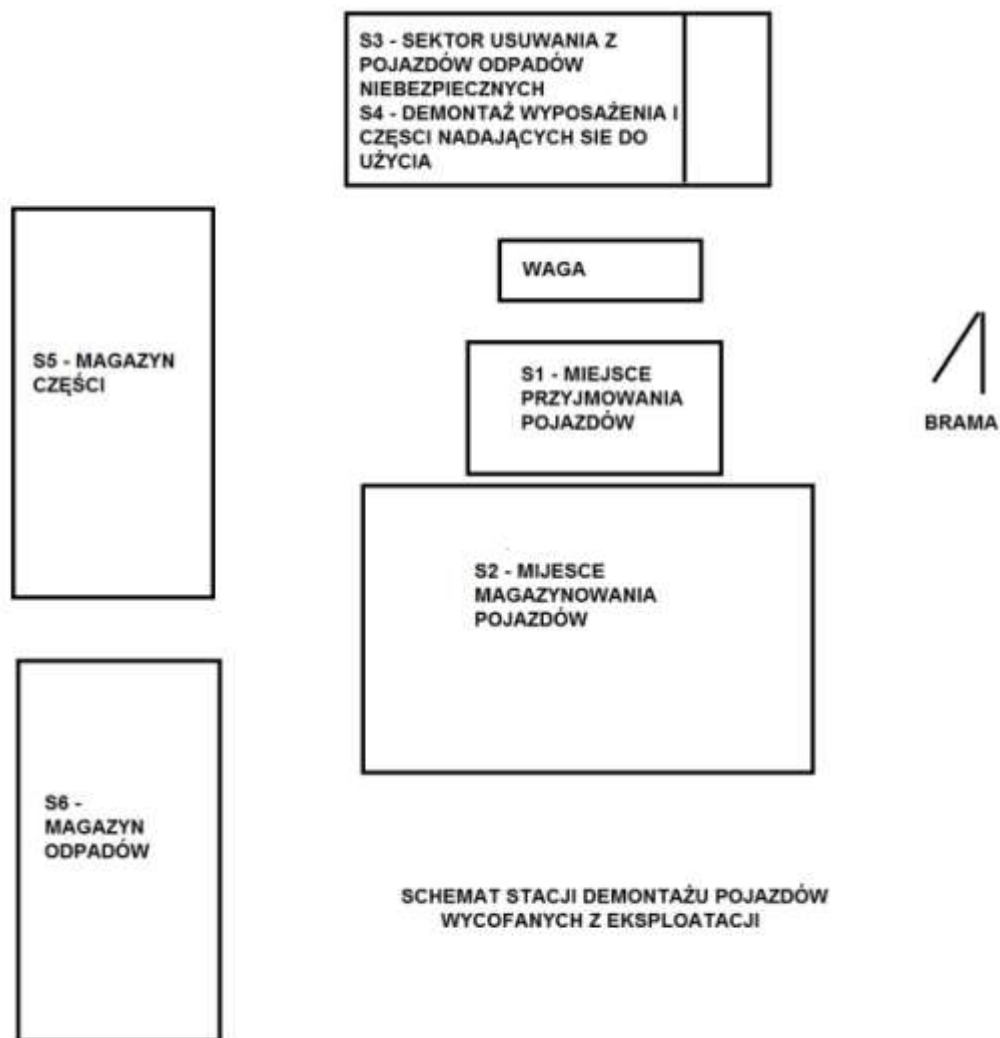 S3 - SEKTOR USUWANIA Z
POJAZDÓW ODPADÓW
NIEBEZPIECZNYCH
S4 - DEMONTAŻ WYPOSAŻENIA I
CZĘSCI NADAJĄCYCH SIE DO
UŻYCIA
WAGA
S5 - MAGAZYN
CZĘŚCI
S1 - MIEJSCE
PRZYJMOWANIA
POJAZDÓW
BRAMA
S2 - MIJESCE
MAGAZYNOWANIA
POJAZDÓW
S6 -
MAGAZYN
ODPADÓW
SCHEMAT STACJI DEMONTAŻU POJAZDÓW
WYCOFANYCH Z EKSPLOATACJI